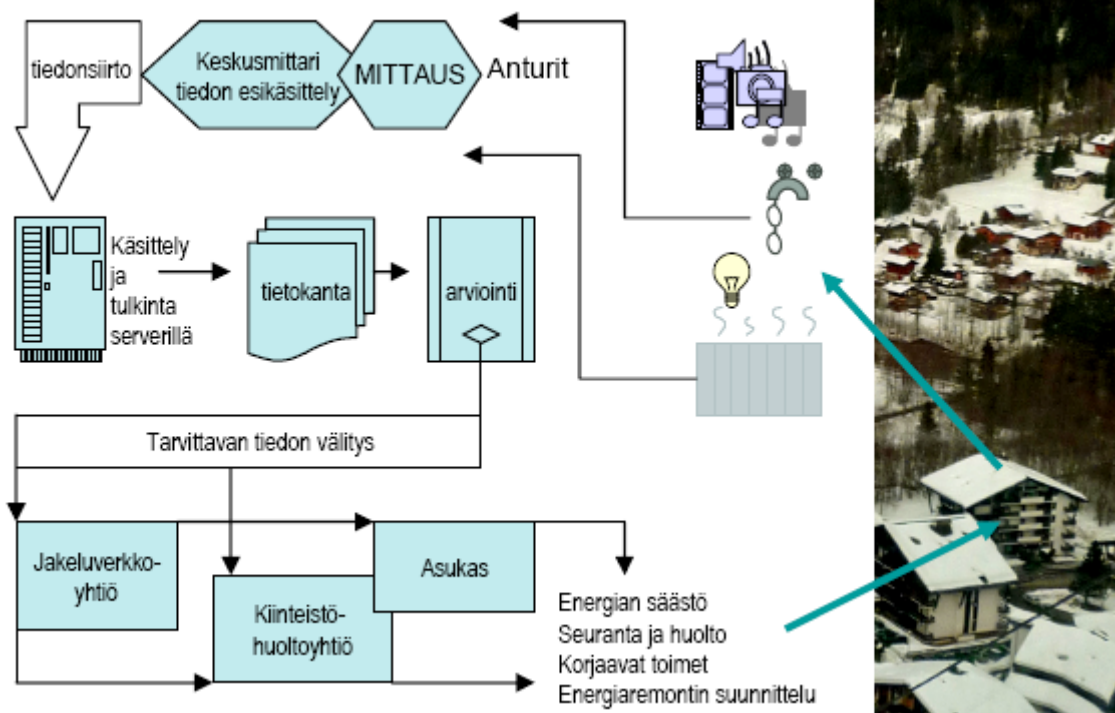 tiedonsiirto
Keskusmittari
tiedon esikäsittely
MITTAUS
Anturit
Käsittely
ja
tulkinta
serverillä
tietokanta
arviointi
Tarvittavan tiedon välitys
Jakeluverkko-
yhtiö
Kiinteistö-
huoltoyhtiö
Asukas
Energian säästö
Seuranta ja huolto
Korjaavat toimet
Energiaremontin suunnittelu